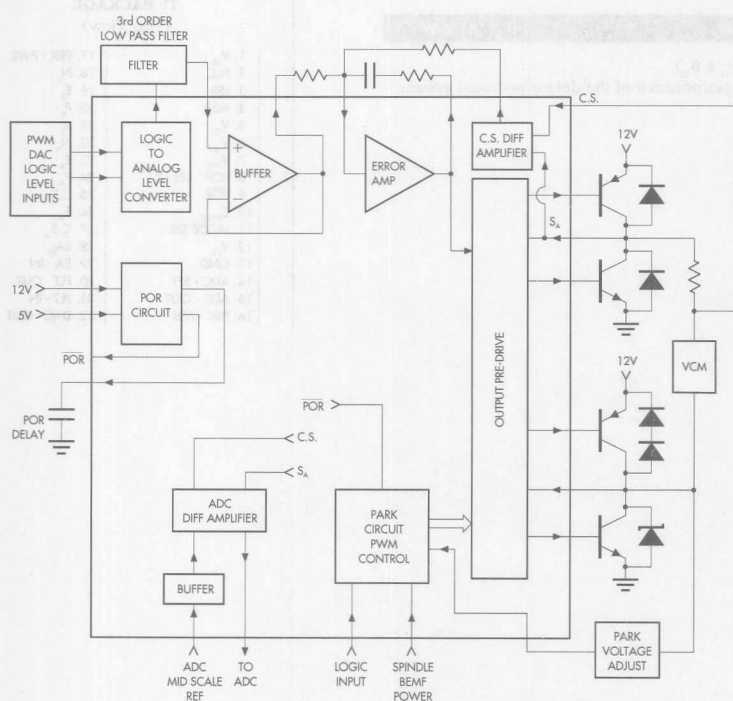 3rd ORDER
LOW PASS FILTER
FILTER
C.S.
PWM
DAC
LOGIC
LEVEL
INPUTS
LOGIC
TO
ANALOG
LEVEL
CONVERTER
+
−
BUFFER
ERROR
AMP
C.S. DIFF
AMPLIFIER
12V
SA
12V
5V
POR
CIRCUIT
POR
POR
DELAY
OUTPUT PRE-DRIVE
VCM
12V
POR
C.S.
SA
ADC
DIFF AMPLIFIER
BUFFER
PARK
CIRCUIT
PWM
CONTROL
PARK
VOLTAGE
ADJUST
ADC
MID SCALE
REF
TO
ADC
LOGIC
INPUT
SPINDLE
BEMF
POWER